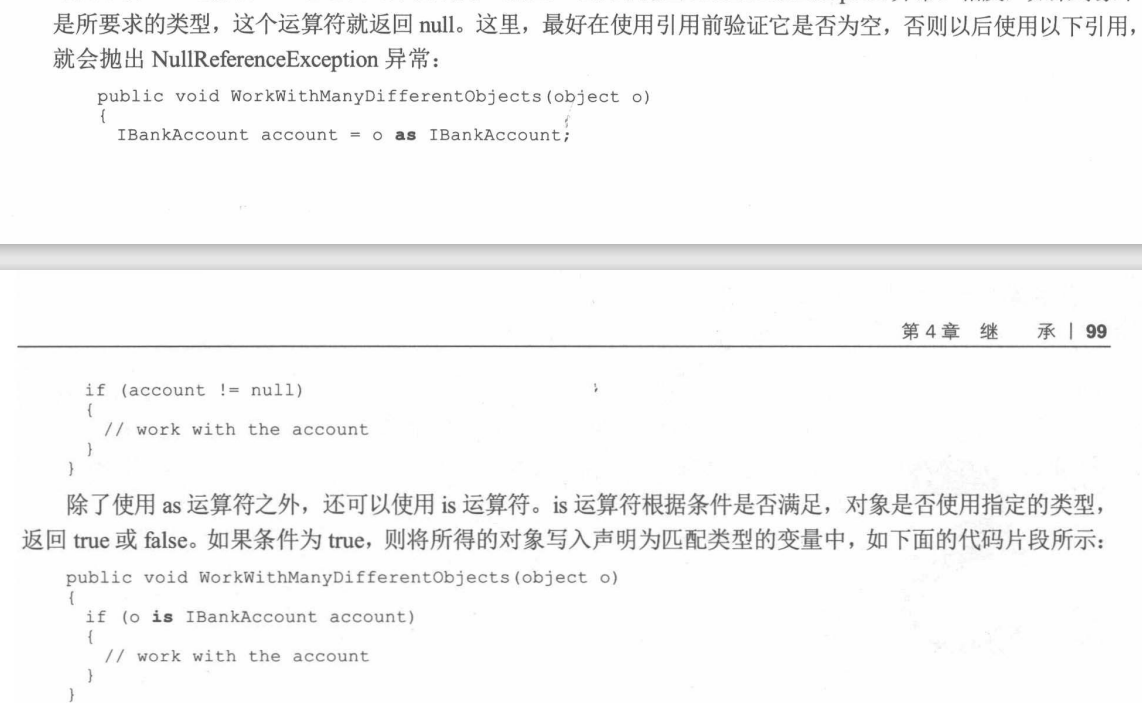 是所要求的类型，这个运算符就返回 null。这里，最好在使用引用前验证它是否为空，否则以后使用以下引用，
就会抛出 NullReferenceException 异常：
public void WorkWithManyDifferentObjects(object o)
{
IBankAccount account = o as IBankAccount;
第 4 章 继 承 | 99
if (account != null)
{
// work with the account
}
}
除了使用 as 运算符之外，还可以使用 is 运算符。is 运算符根据条件是否满足，对象是否使用指定的类型，
返回 true 或 false。如果条件为 true，则将所得的对象写入声明为匹配类型的变量中，如下面的代码片段所示：
public void WorkWithManyDifferentObjects(object o)
{
if (o is IBankAccount account)
{
// work with the account
}
}